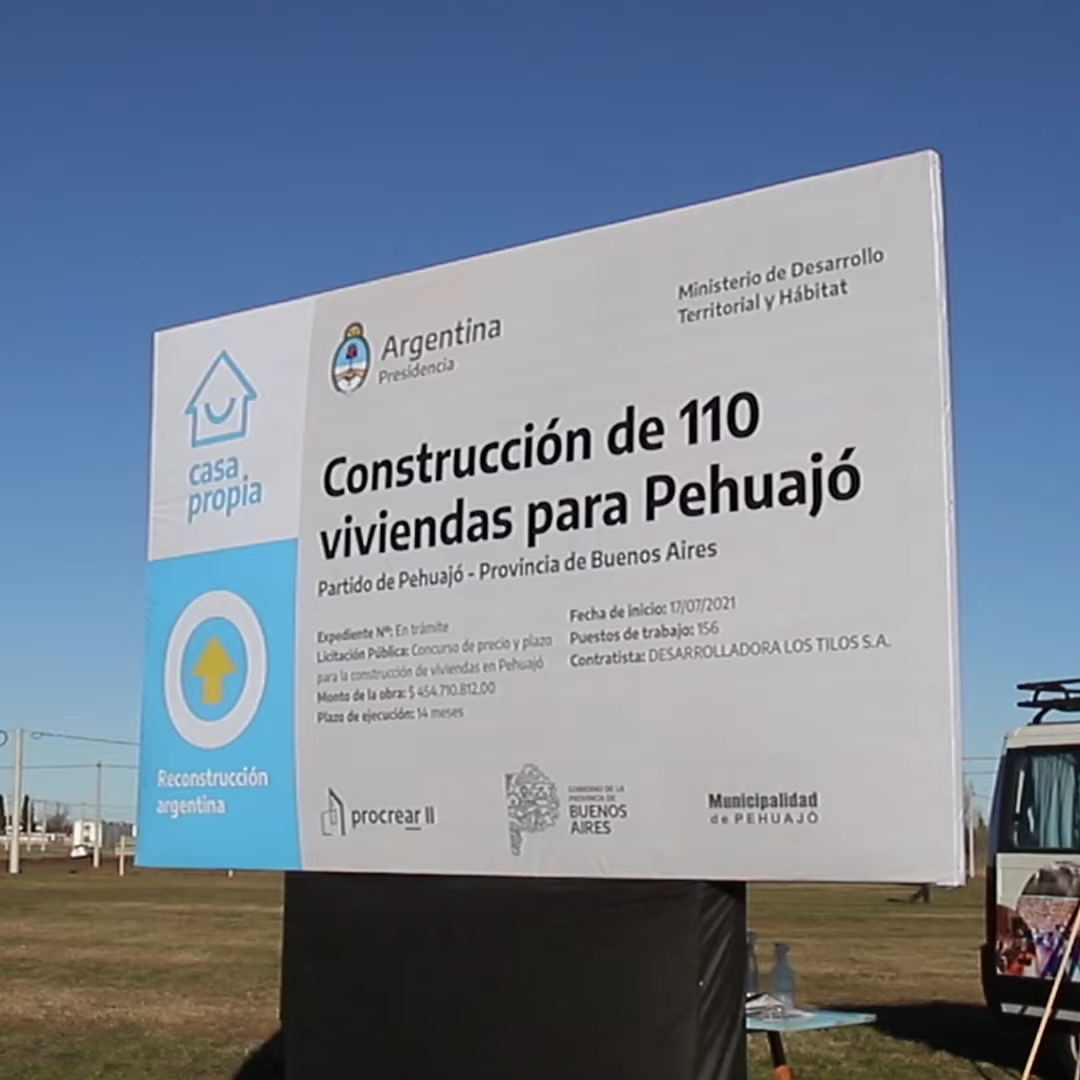 casa
propia
Reconstrucción
argentina
Argentina
Presidencia
Ministerio de Desarrollo
Territorial y Hábitat
Construcción de 110
viviendas para Pehuajó
Partido de Pehuajó - Provincia de Buenos Aires
Expediente Nº: En trámite
Licitación Pública: Concurso de precio y plazo
para la construcción de viviendas en Pehuajó
Monto de la obra: $ 454.710.812,00
Plazo de ejecución: 14 meses
Fecha de inicio: 17/07/2021
Puestos de trabajo: 156
Contratista: DESARROLLADORA LOS TILOS S.A.
procrear II
GOBIERNO DE LA
PROVINCIA DE
BUENOS
AIRES
Municipalidad
de PEHUAJÓ